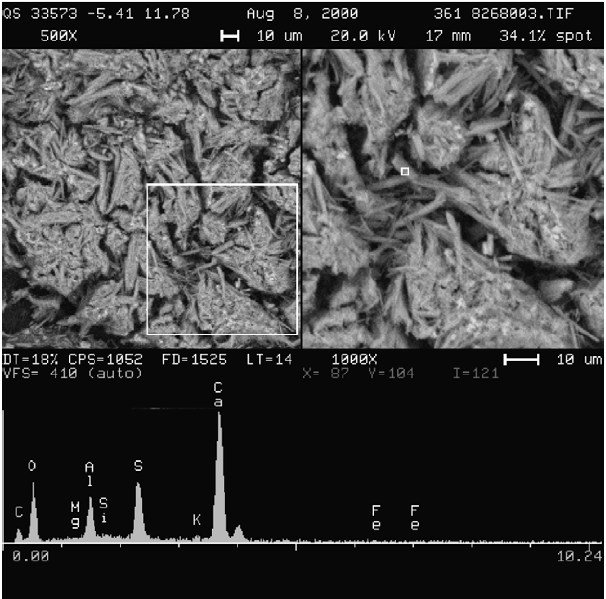 QS 33573 -5.41 11.78 Aug 8, 2000 361 8268003.TIF
500X 10 um 20.0 kV 17 mm 34.1% spot
DT=18% CPS=1052 FD=1525 LT=14 1000X 10 um
VFS= 410 (auto) X= 87 Y=104 I=121
Ca
O Al S
C Mg Si K Fe Fe
0.00 10.24